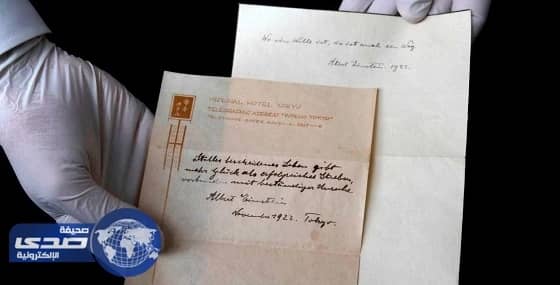 Wo ein Wille ist, da ist auch ein Weg.
Albert Einstein 1922.
IMPERIAL HOTEL TOKYO
TELEGRAPHIC ADDRESS TOKYO"
Stilles bescheidenes Leben gibt
mehr Glück als erfolgreiches Streben,
verbunden mit beständiger Unruhe
Albert Einstein
November 1922. Tokyo.
صحيفة
صدى
الإلكترونية